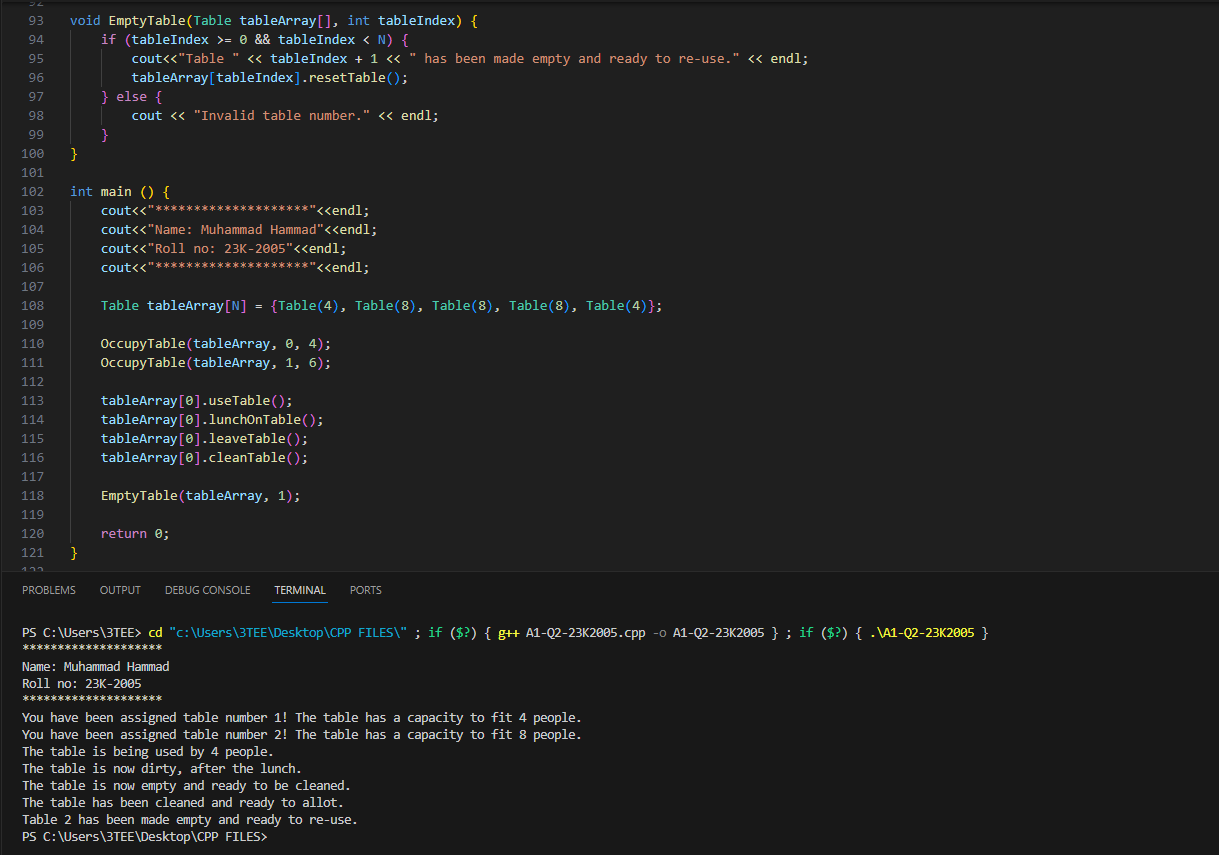 93 void EmptyTable(Table tableArray[], int tableIndex) {
94 if (tableIndex >= 0 && tableIndex < N) {
95 cout<<"Table " << tableIndex + 1 << " has been made empty and ready to re-use." << endl;
96 tableArray[tableIndex].resetTable();
97 } else {
98 cout << "Invalid table number." << endl;
99 }
100 }
101
102 int main () {
103 cout<<"********************"<<endl;
104 cout<<"Name: Muhammad Hammad"<<endl;
105 cout<<"Roll no: 23K-2005"<<endl;
106 cout<<"********************"<<endl;
107
108 Table tableArray[N] = {Table(4), Table(8), Table(8), Table(8), Table(4)};
109
110 OccupyTable(tableArray, 0, 4);
111 OccupyTable(tableArray, 1, 6);
112
113 tableArray[0].useTable();
114 tableArray[0].lunchOnTable();
115 tableArray[0].leaveTable();
116 tableArray[0].cleanTable();
117
118 EmptyTable(tableArray, 1);
119
120 return 0;
121 }
PROBLEMS OUTPUT DEBUG CONSOLE TERMINAL PORTS
PS C:\Users\3TEE> cd "c:\Users\3TEE\Desktop\CPP FILES\" ; if ($?) { g++ A1-Q2-23K2005.cpp -o A1-Q2-23K2005 } ; if ($?) { .\A1-Q2-23K2005 }
********************
Name: Muhammad Hammad
Roll no: 23K-2005
********************
You have been assigned table number 1! The table has a capacity to fit 4 people.
You have been assigned table number 2! The table has a capacity to fit 8 people.
The table is being used by 4 people.
The table is now dirty, after the lunch.
The table is now empty and ready to be cleaned.
The table has been cleaned and ready to allot.
Table 2 has been made empty and ready to re-use.
PS C:\Users\3TEE\Desktop\CPP FILES>